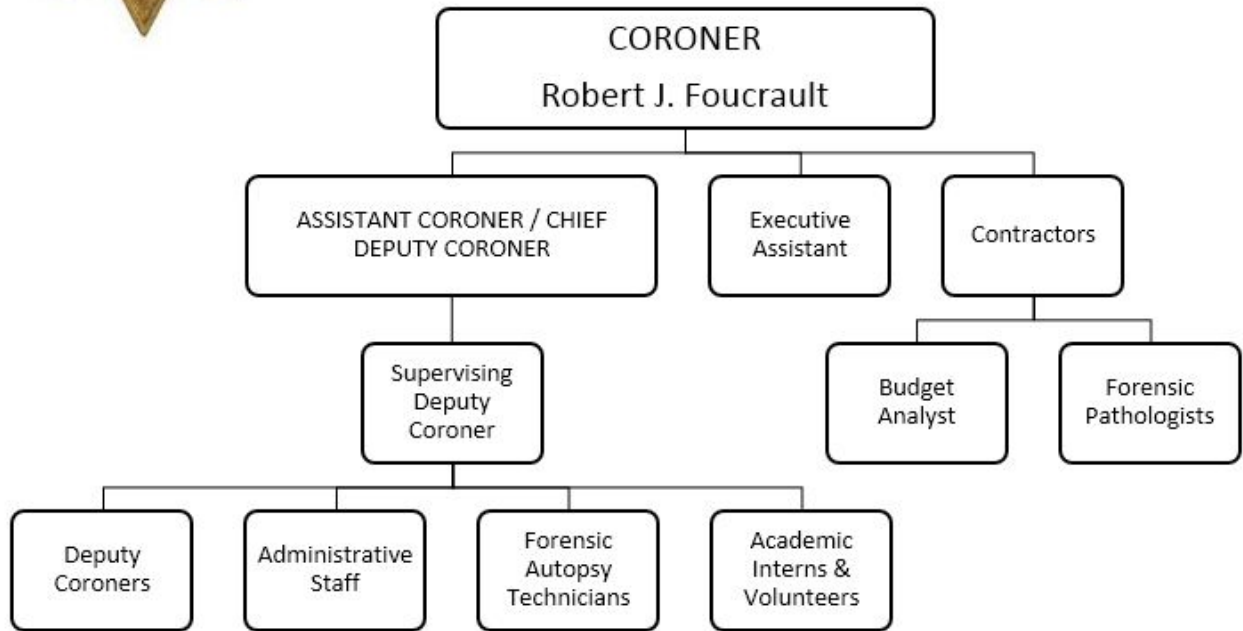 CORONER
Robert J. Foucrault
ASSISTANT CORONER / CHIEF
DEPUTY CORONER
Executive
Assistant
Contractors
Supervising
Deputy
Coroner
Budget
Analyst
Forensic
Pathologists
Deputy
Coroners
Administrative
Staff
Forensic
Autopsy
Technicians
Academic
Interns &
Volunteers